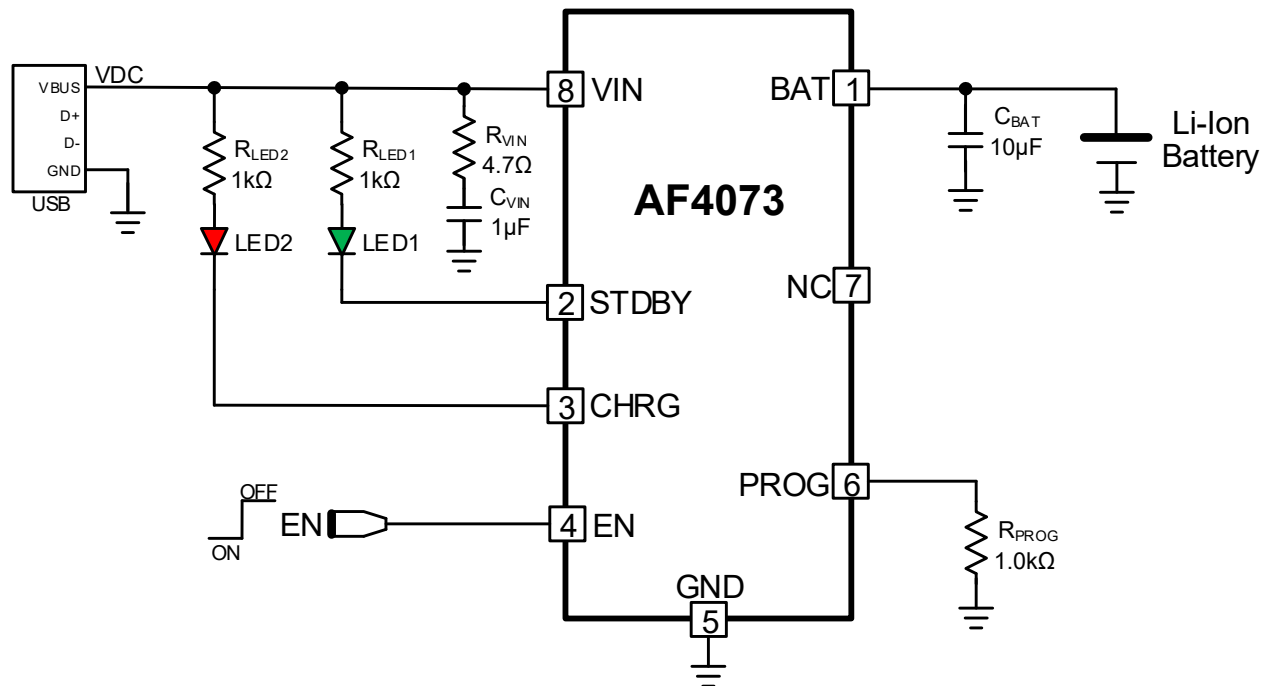 VBUS
D+
D-
GND
USB
VDC
RLED2
1kΩ
LED2
RLED1
1kΩ
LED1
RVIN
4.7Ω
CVIN
1µF
8 VIN
2 STDBY
3 CHRG
OFF
ON
EN
4 EN
AF4073
GND
5
BAT 1
CBAT
10µF
Li-Ion
Battery
NC 7
PROG 6
RPROG
1.0kΩ